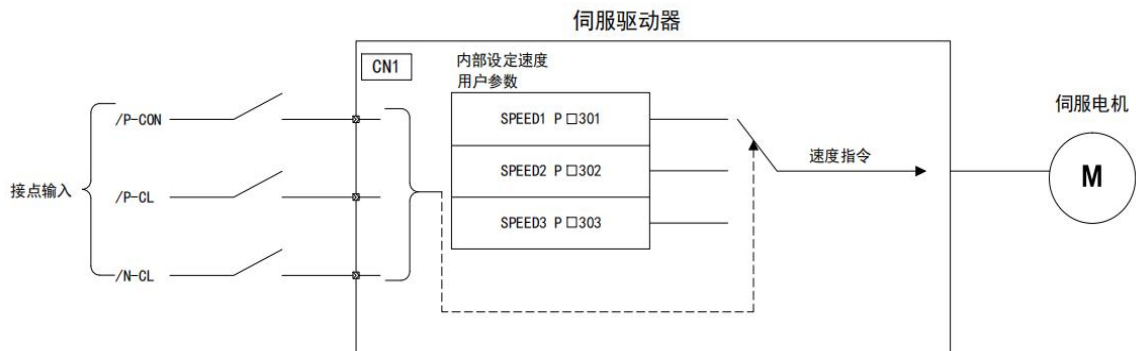 伺服驱动器
CN1
内部设定速度
用户参数
伺服电机
/P-CON
SPEED1 P □301
速度指令
接点输入
/P-CL
SPEED2 P □302
M
SPEED3 P □303
/N-CL